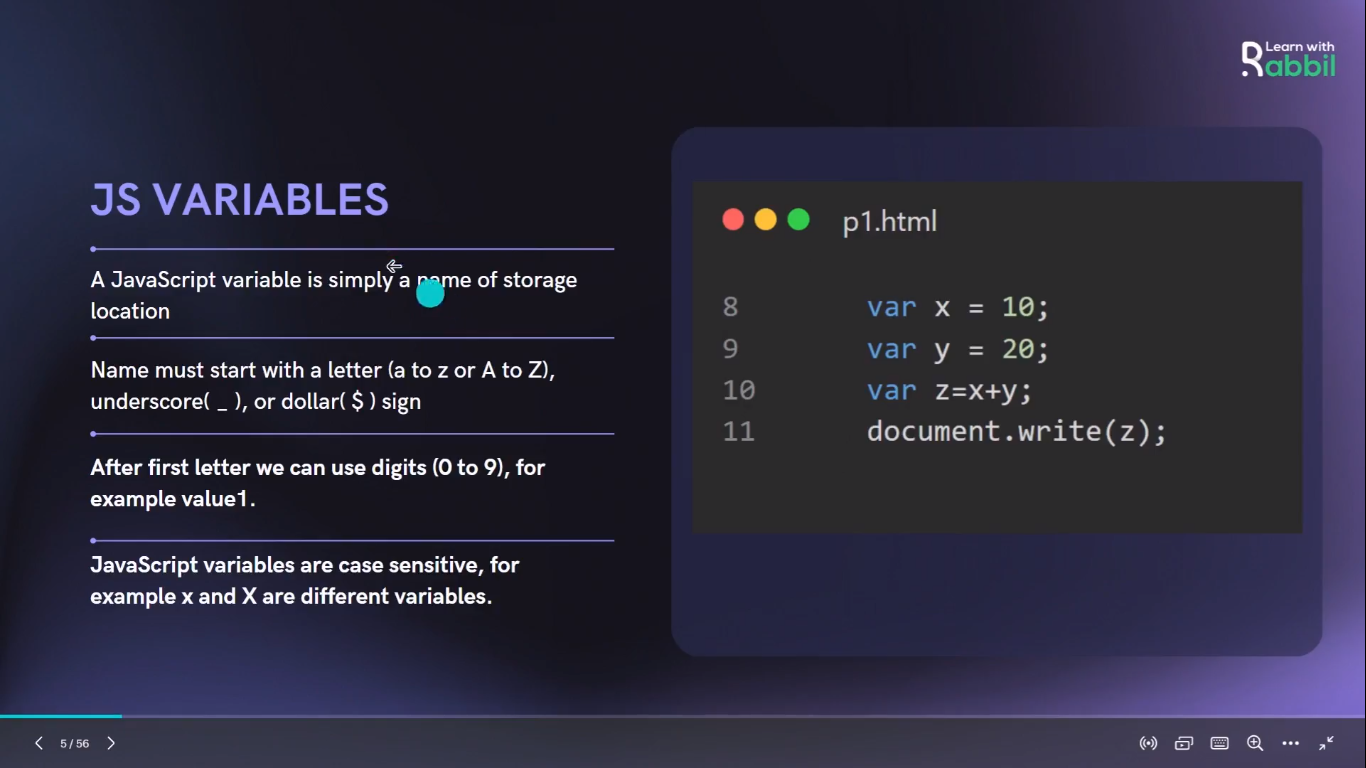 Learn with
Rabbil
JS VARIABLES
A JavaScript variable is simply a name of storage
location
Name must start with a letter (a to z or A to Z),
underscore( _ ), or dollar( $ ) sign
After first letter we can use digits (0 to 9), for
example value1.
JavaScript variables are case sensitive, for
example x and X are different variables.
p1.html
8 var x = 10;
9 var y = 20;
10 var z=x+y;
11 document.write(z);
5 / 56